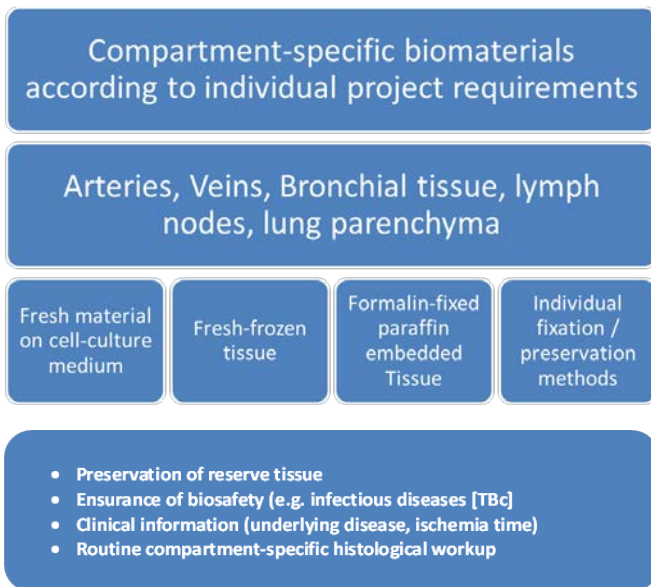 Compartment-specific biomaterials
according to individual project requirements
Arteries, Veins, Bronchial tissue, lymph
nodes, lung parenchyma
Fresh material
on cell-culture
medium
Fresh-frozen
tissue
Formalin-fixed
paraffin
embedded
Tissue
Individual
fixation /
preservation
methods
• Preservation of reserve tissue
• Ensurance of biosafety (e.g. infectious diseases [TBc]
• Clinical information (underlying disease, ischemia time)
• Routine compartment-specific histological workup